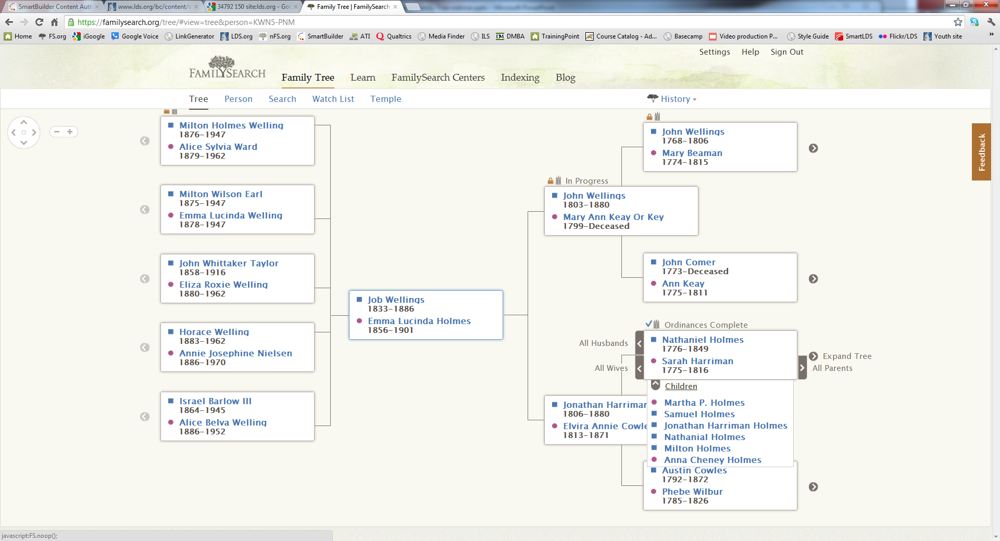 SmartBuilder Content Auth
www.lds.org/bc/content/s
34792 150 site:lds.org - Goo
Family Tree | FamilySearch
https://familysearch.org/tree/#view=tree&person=KWN5-PNM
Home
FS.org
iGoogle
Google Voice
LinkGenerator
LDS.org
nFS.org
SmartBuilder
ATI
Qualtrics
Media Finder
ILS
DMBA
TrainingPoint
Course Catalog - Ad...
Basecamp
Video production P...
Style Guide
SmartLDS
Flickr/LDS
Youth site
»
Settings Help Sign Out
FAMILYSEARCH
Family Tree Learn FamilySearch Centers Indexing Blog
Tree Person Search Watch List Temple
History
Feedback
Milton Holmes Welling
1876-1947
Alice Sylvia Ward
1879-1962
Milton Wilson Earl
1875-1947
Emma Lucinda Welling
1878-1947
John Whittaker Taylor
1858-1916
Eliza Roxie Welling
1880-1962
Horace Welling
1883-1962
Annie Josephine Nielsen
1886-1970
Israel Barlow III
1864-1945
Alice Belva Welling
1886-1952
Job Wellings
1833-1886
Emma Lucinda Holmes
1856-1901
In Progress
John Wellings
1803-1880
Mary Ann Keay Or Key
1799-Deceased
Jonathan Harriman
1806-1880
Elvira Annie Cowle
1813-1871
John Wellings
1768-1806
Mary Beaman
1774-1815
John Comer
1773-Deceased
Ann Keay
1775-1811
Ordinances Complete
All Husbands
All Wives
Nathaniel Holmes
1776-1849
Sarah Harriman
1775-1816
Expand Tree
All Parents
Children
Martha P. Holmes
Samuel Holmes
Jonathan Harriman Holmes
Nathanial Holmes
Milton Holmes
Anna Cheney Holmes
Austin Cowles
1792-1872
Phebe Wilbur
1785-1826
javascript:FS.noop();